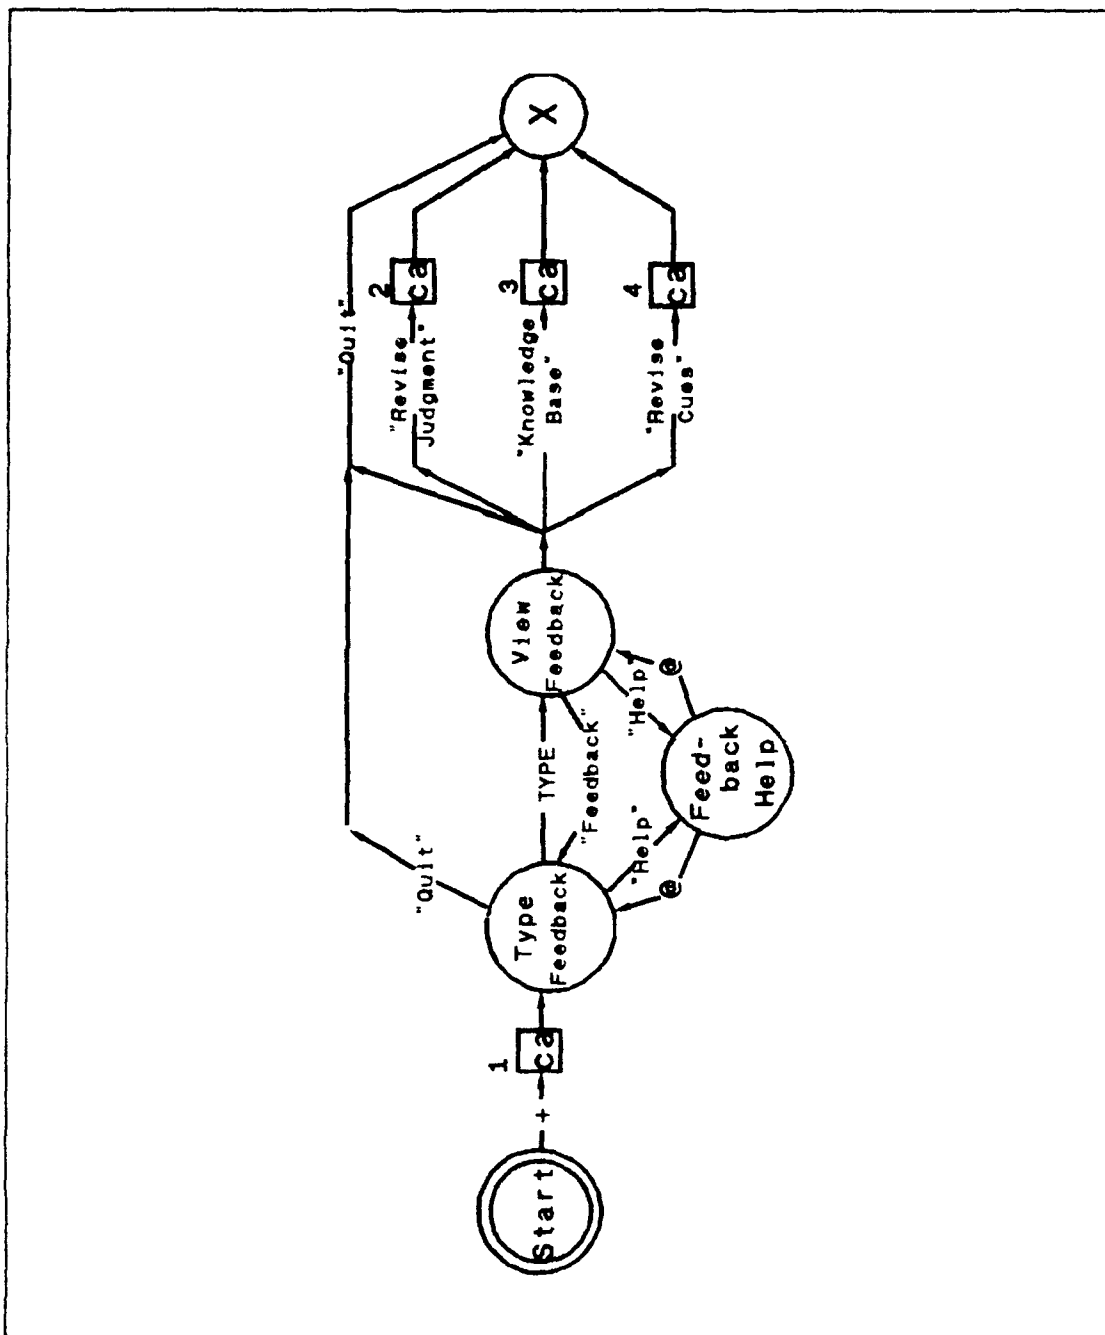 Start
+
1
ca
Type
Feedback
"Quit"
TYPE
"Feedback"
"Help"
@
Feed-
back
Help
"Help"
@
View
Feedback
"Quit"
"Revise
Judgment"
2
ca
"Knowledge
Base"
3
ca
"Revise
Cues"
4
ca
X